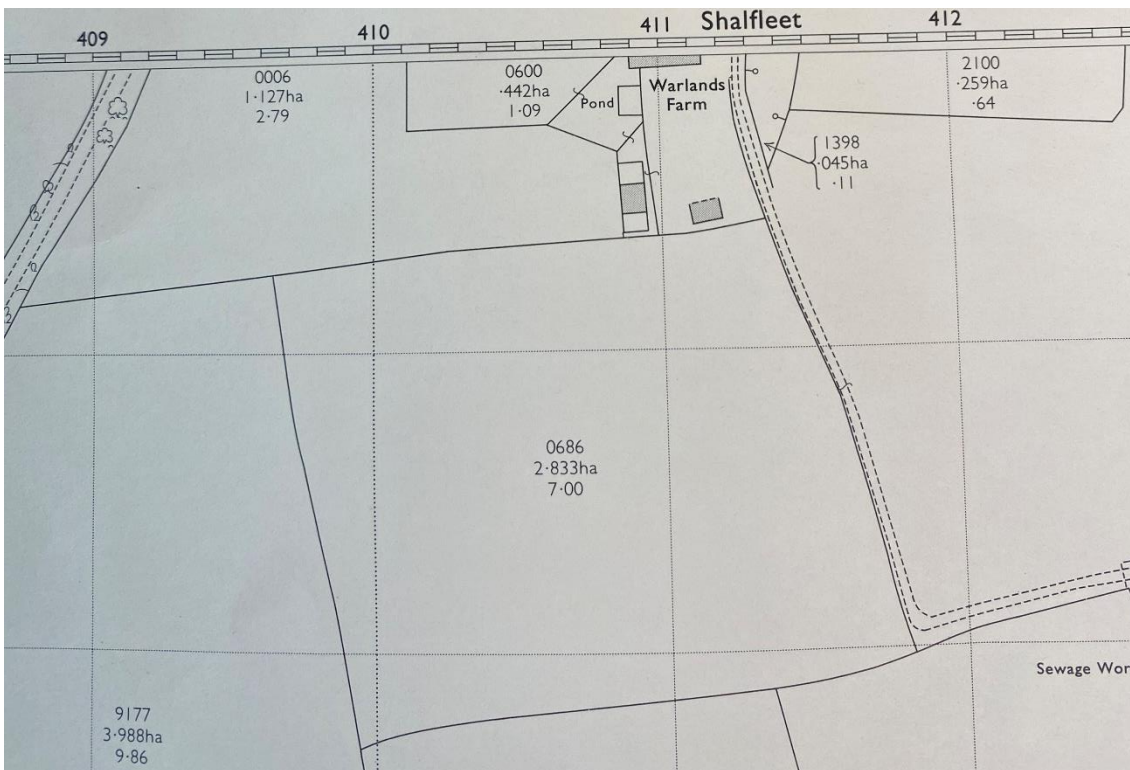 409
410
411
Shalfleet
412
0006
1·127ha
2·79
0600
·442ha
1·09
Pond
Warlands
Farm
2100
·259ha
·64
1398
·045ha
·11
0686
2·833ha
7·00
9177
3·988ha
9·86
Sewage Wor